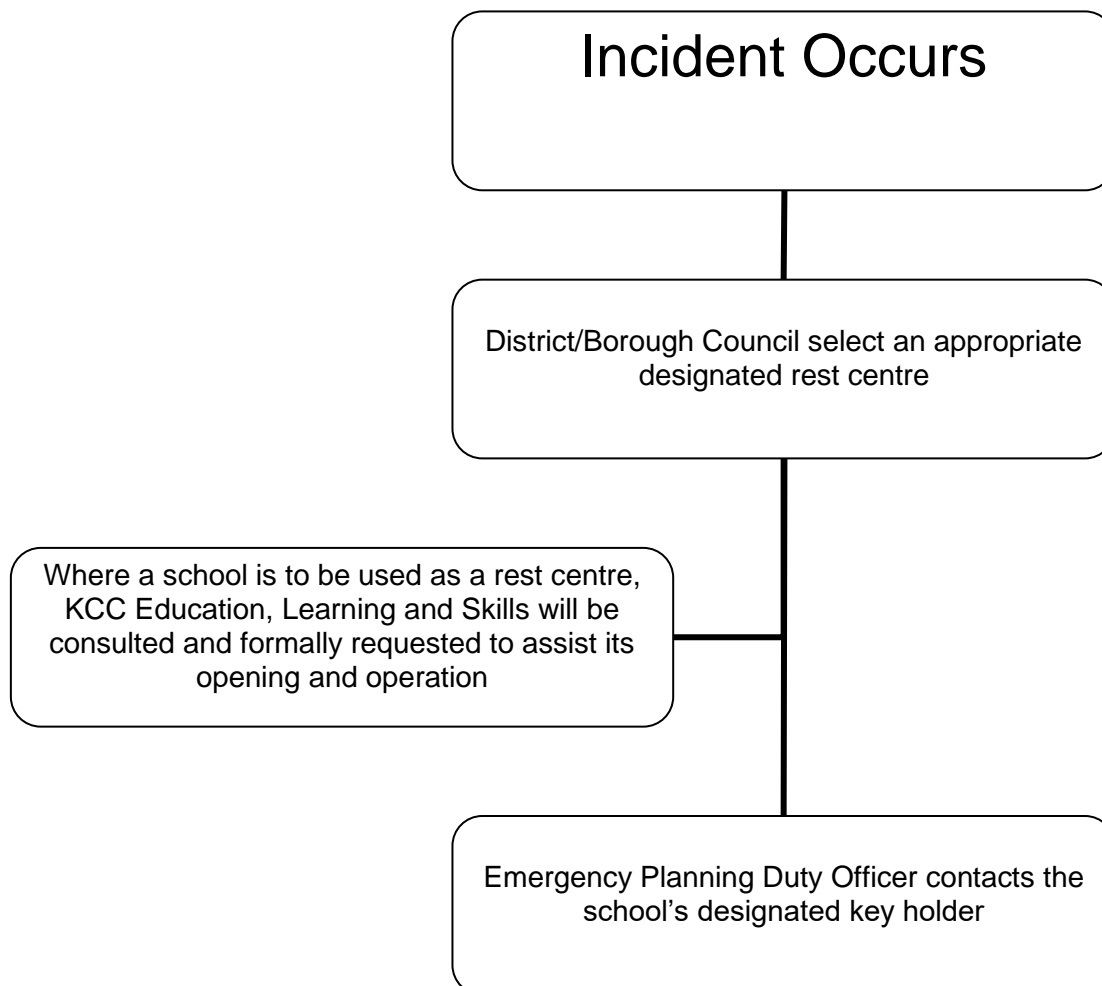 Incident Occurs
District/Borough Council select an appropriate
designated rest centre
Where a school is to be used as a rest centre,
KCC Education, Learning and Skills will be
consulted and formally requested to assist its
opening and operation
Emergency Planning Duty Officer contacts the
school’s designated key holder